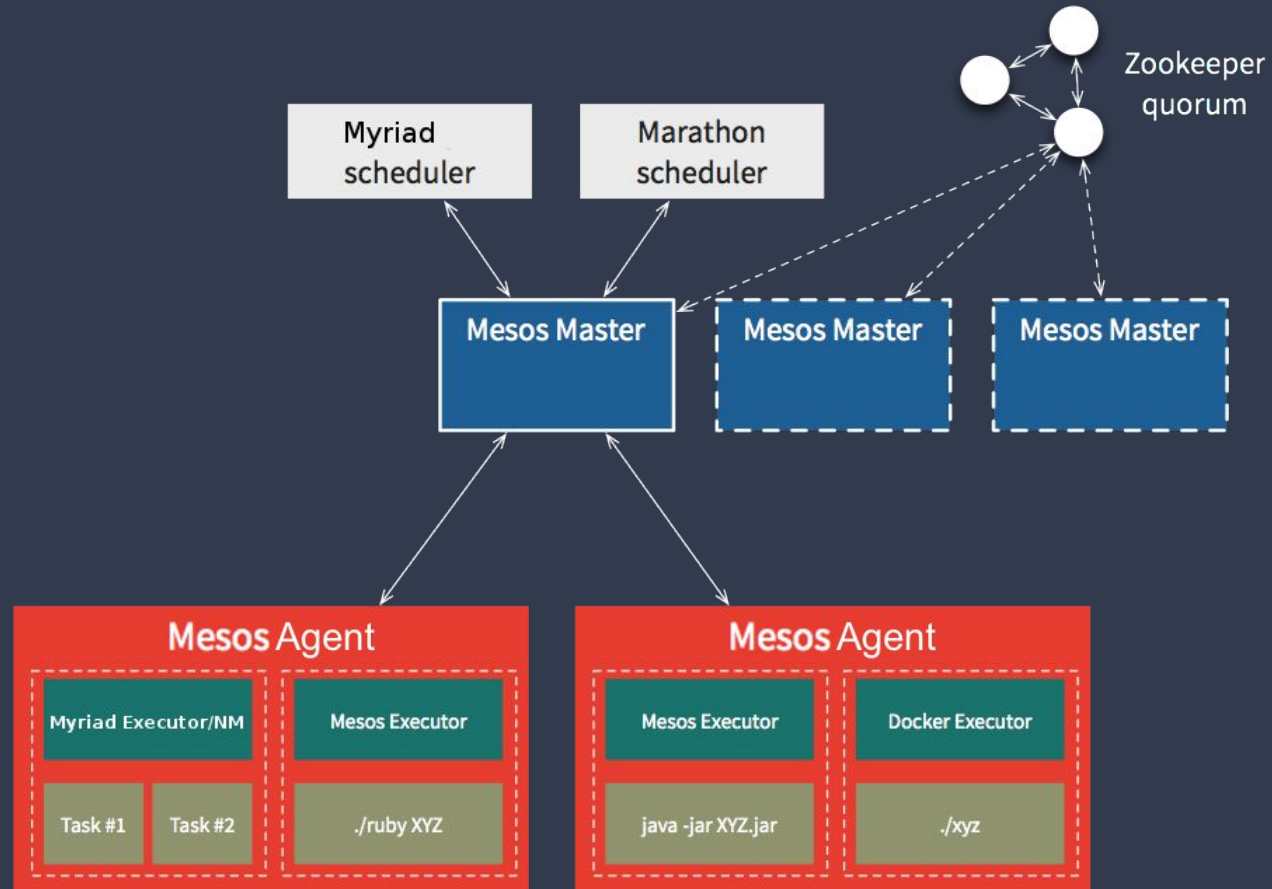 Zookeeper
quorum
Myriad
scheduler
Marathon
scheduler
Mesos Master
Mesos Master
Mesos Master
Mesos Agent
Myriad Executor/NM
Mesos Executor
Task #1
Task #2
./ruby XYZ
Mesos Agent
Mesos Executor
Docker Executor
java -jar XYZ.jar
./xyz